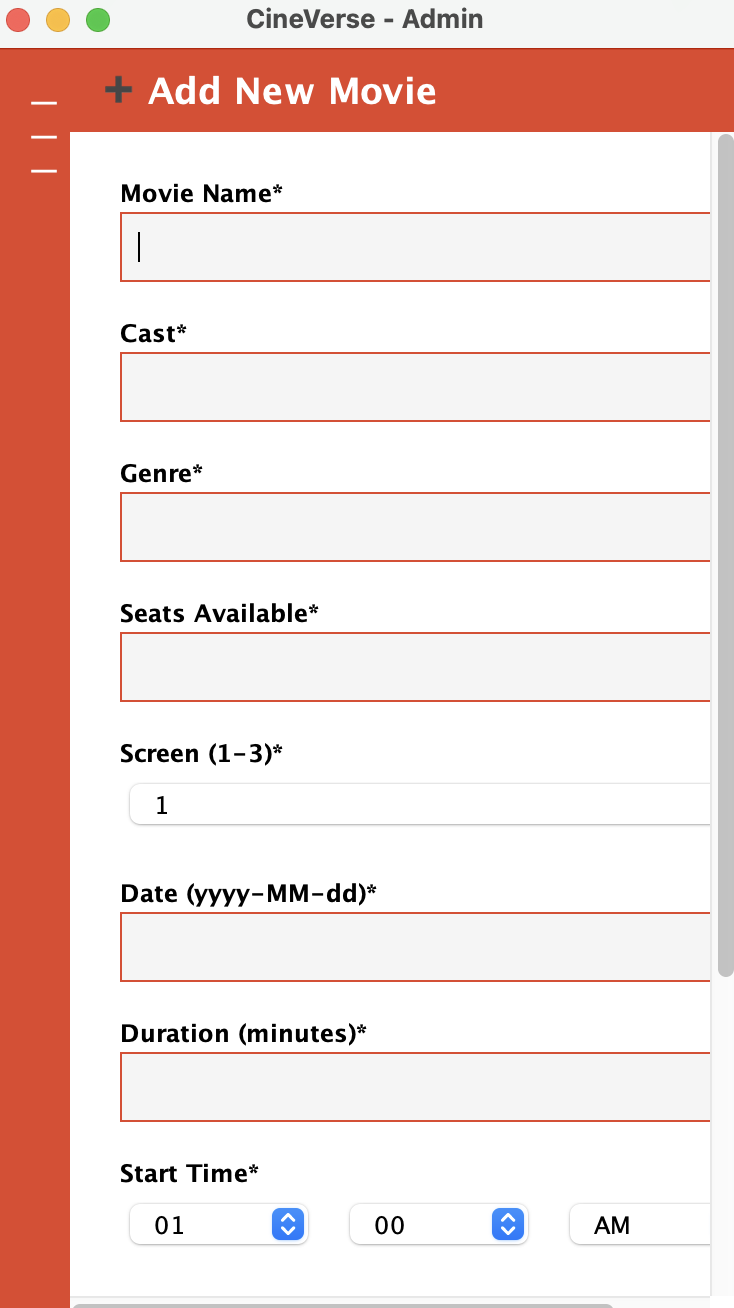 CineVerse - Admin
+ Add New Movie
Movie Name*
Cast*
Genre*
Seats Available*
Screen (1-3)*
1
Date (yyyy-MM-dd)*
Duration (minutes)*
Start Time*
01 00 AM